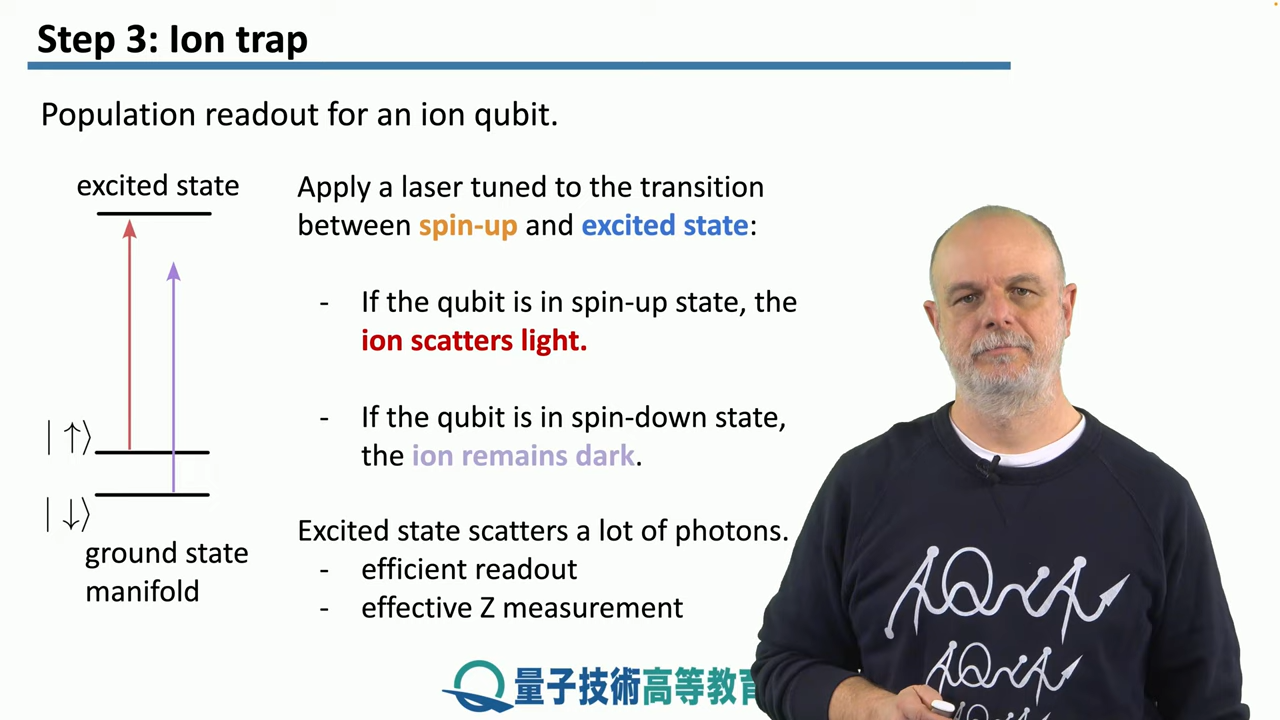 Step 3: Ion trap
Population readout for an ion qubit.
excited state
| ↑⟩
| ↓⟩
ground state
manifold
Apply a laser tuned to the transition
between spin-up and excited state:
- If the qubit is in spin-up state, the
ion scatters light.
- If the qubit is in spin-down state,
the ion remains dark.
Excited state scatters a lot of photons.
- efficient readout
- effective Z measurement
量子技術高等教育
AQUA
AQUA